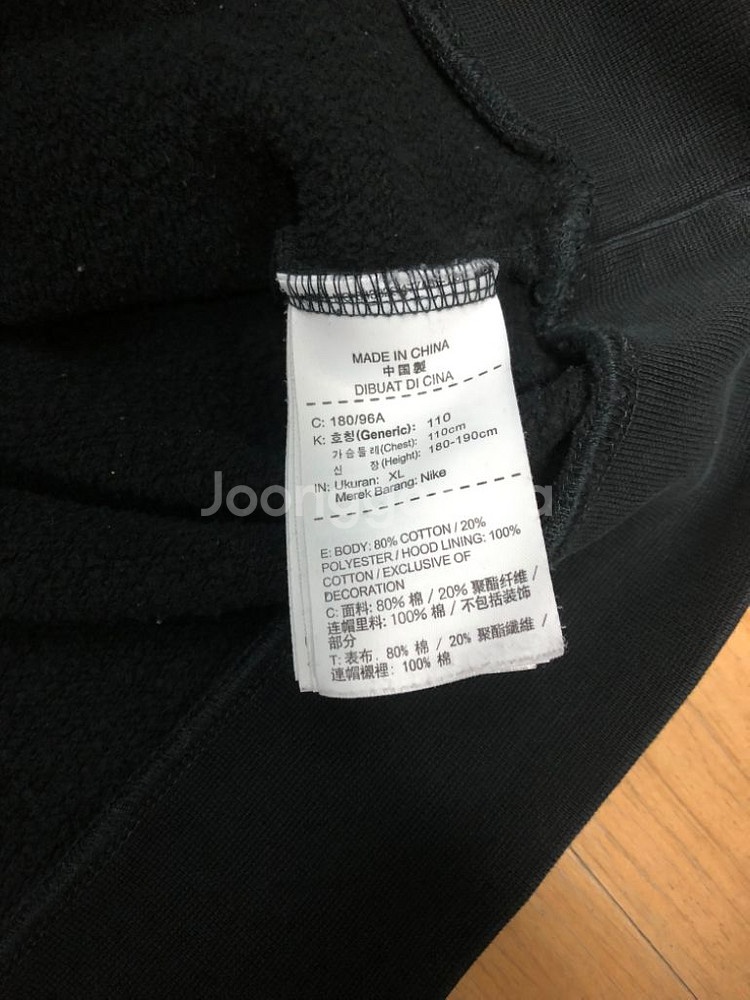 MADE IN CHINA
中国製
DIBUAT DI CINA
C: 180/96A
K: 호칭(Generic): 110
가슴둘레(Chest): 110cm
신 장(Height): 180-190cm
IN: Ukuran: XL
Merek Barang: Nike
E: BODY: 80% COTTON / 20%
POLYESTER / HOOD LINING: 100%
COTTON / EXCLUSIVE OF
DECORATION
C: 面料: 80% 棉 / 20% 聚酯纤维 /
连帽里料: 100% 棉 / 不包括装饰
部分
T: 表布: 80% 棉 / 20% 聚酯纖維 /
連帽襯裡: 100% 棉